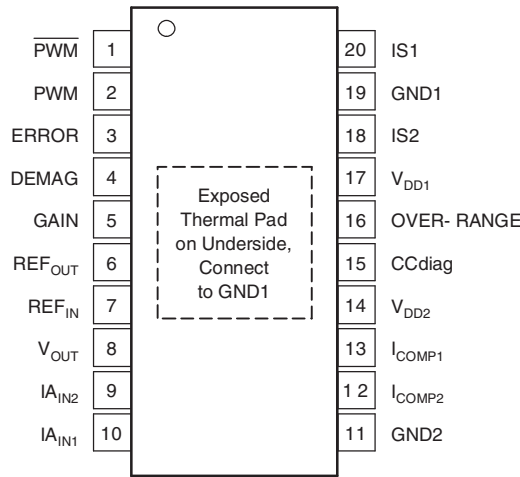 PWM 1
PWM 2
ERROR 3
DEMAG 4
GAIN 5
REFOUT 6
REFIN 7
VOUT 8
IAIN2 9
IAIN1 10
Exposed
Thermal Pad
on Underside,
Connect
to GND1
20 IS1
19 GND1
18 IS2
17 VDD1
16 OVER- RANGE
15 CCdiag
14 VDD2
13 ICOMP1
1 2 ICOMP2
11 GND2